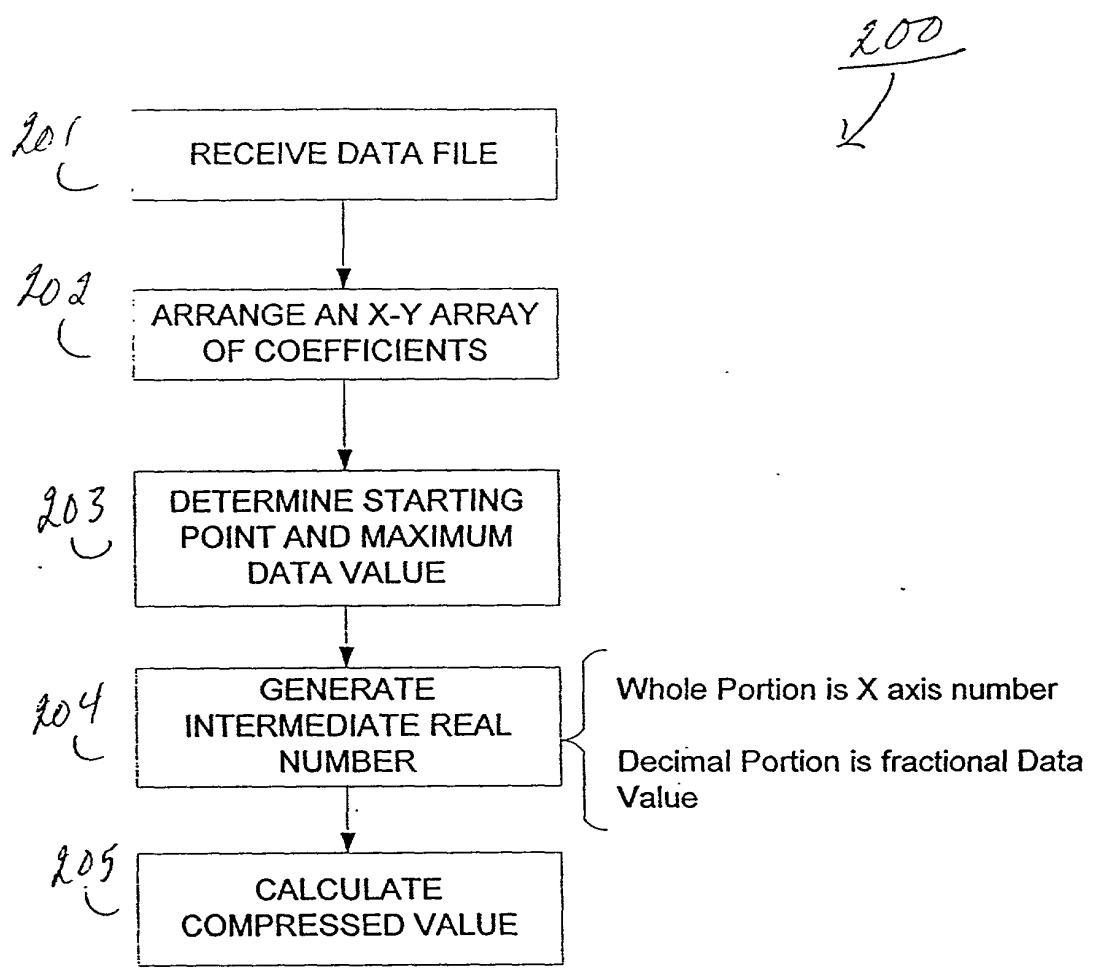 200
201
RECEIVE DATA FILE
202
ARRANGE AN X-Y ARRAY
OF COEFFICIENTS
203
DETERMINE STARTING
POINT AND MAXIMUM
DATA VALUE
204
GENERATE
INTERMEDIATE REAL
NUMBER
Whole Portion is X axis number
Decimal Portion is fractional Data
Value
205
CALCULATE
COMPRESSED VALUE